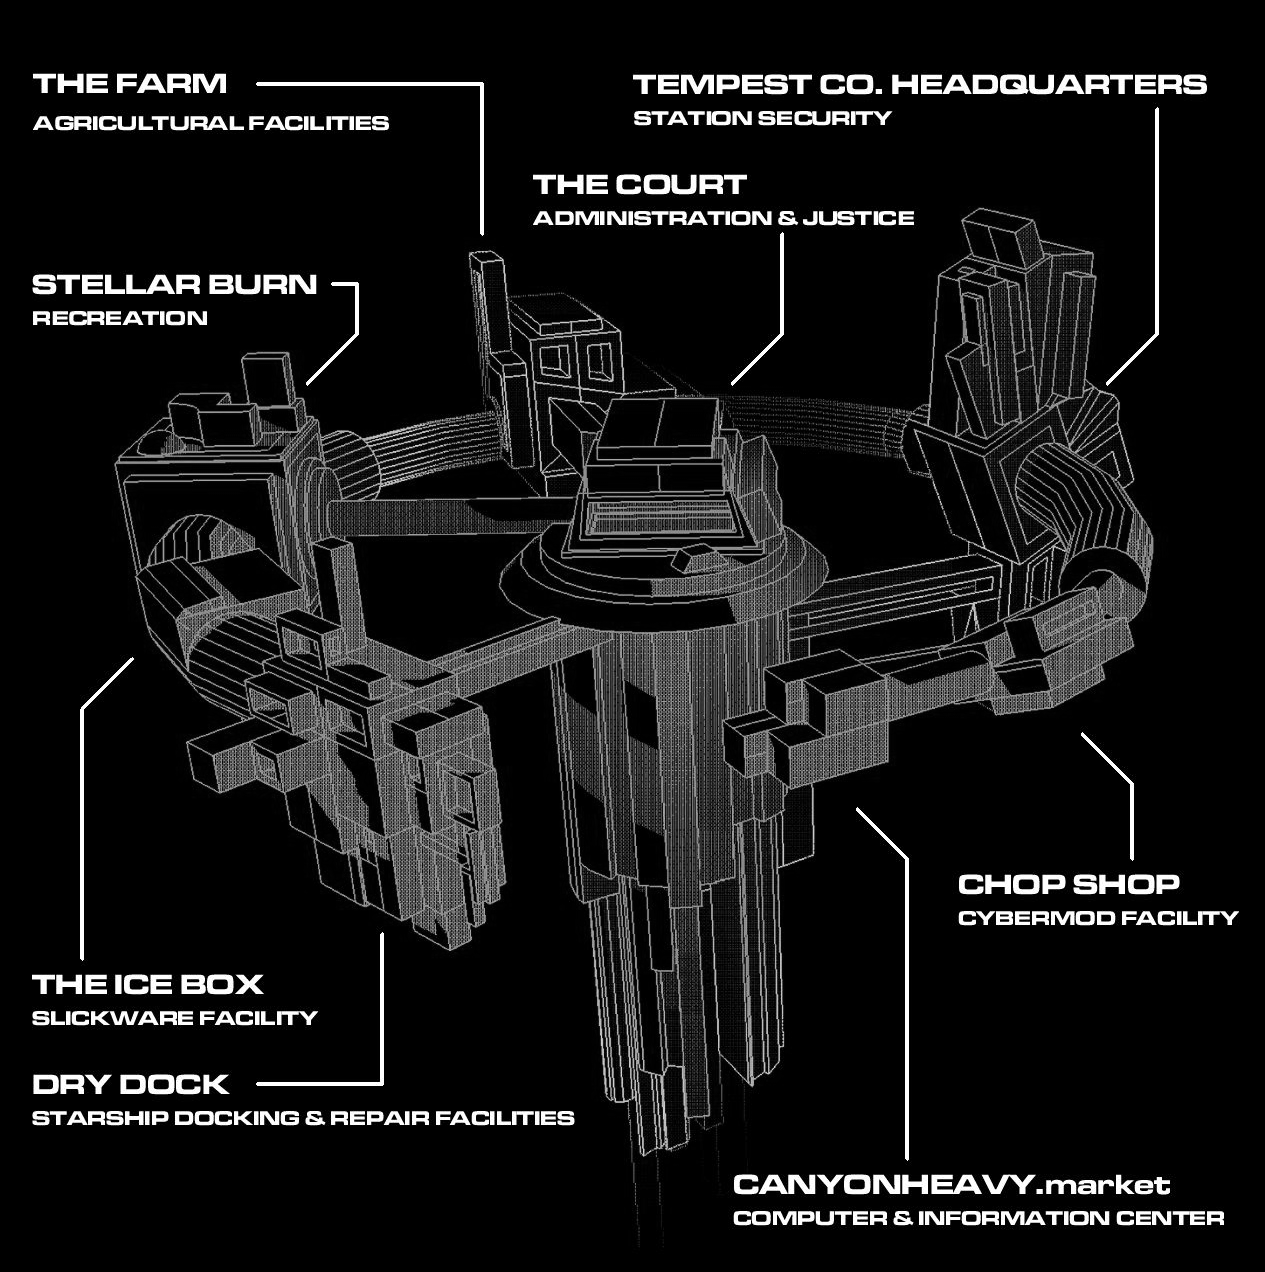 THE FARM
AGRICULTURAL FACILITIES
TEMPEST CO. HEADQUARTERS
STATION SECURITY
THE COURT
ADMINISTRATION & JUSTICE
STELLAR BURN
RECREATION
CHOP SHOP
CYBERMOD FACILITY
THE ICE BOX
SLICKWARE FACILITY
DRY DOCK
STARSHIP DOCKING & REPAIR FACILITIES
CANYONHEAVY.market
COMPUTER & INFORMATION CENTER